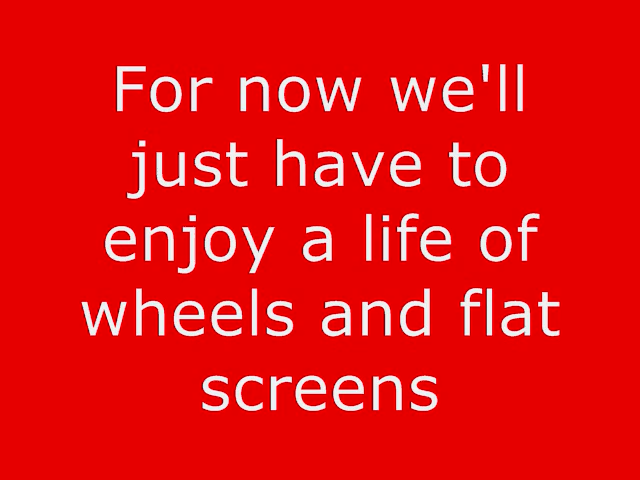 For now we'll
just have to
enjoy a life of
wheels and flat
screens